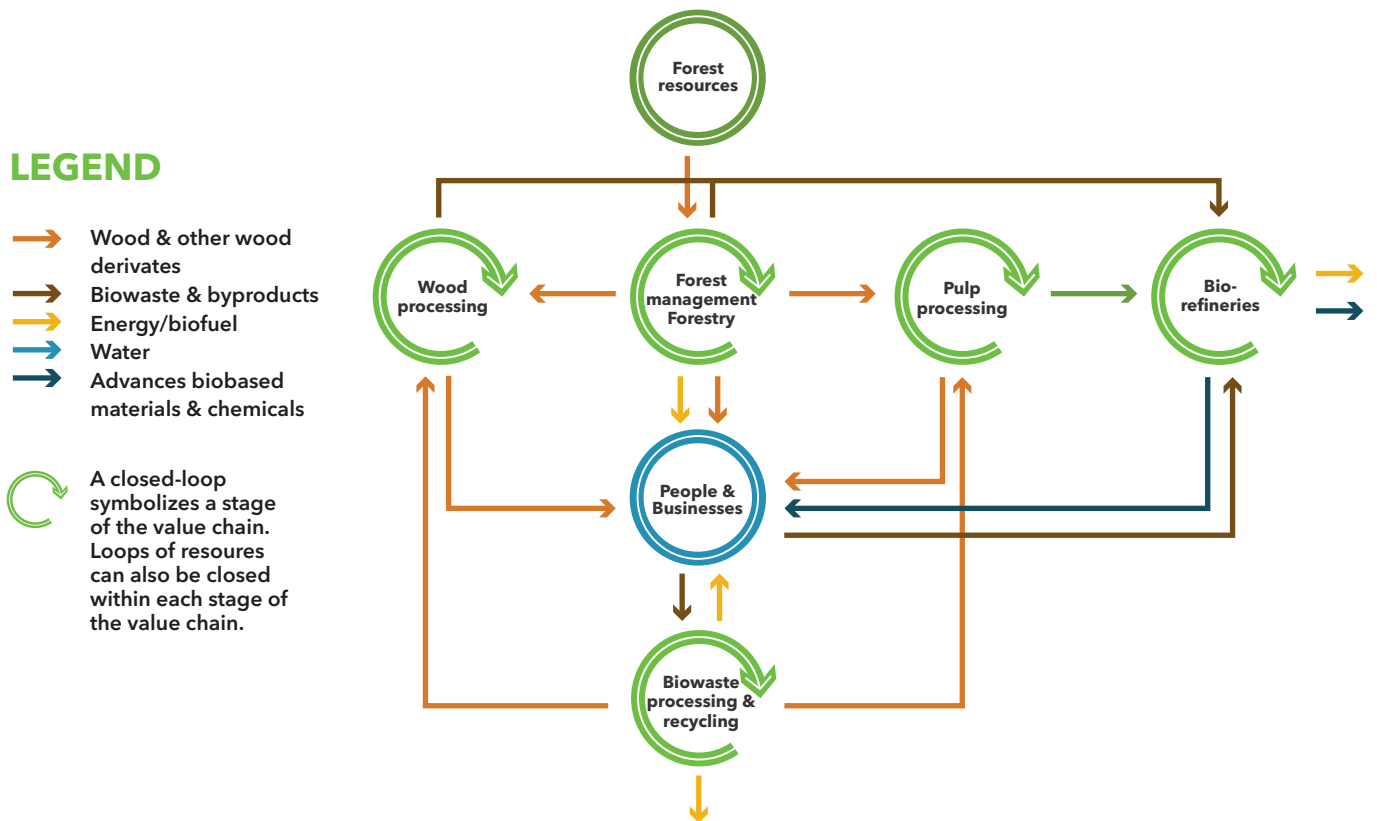 LEGEND
Wood & other wood
derivates
Biowaste & byproducts
Energy/biofuel
Water
Advances biobased
materials & chemicals
A closed-loop
symbolizes a stage
of the value chain.
Loops of resoures
can also be closed
within each stage of
the value chain.
Forest
resources
Wood
processing
Forest
management
Forestry
Pulp
processing
Bio-
refineries
People &
Businesses
Biowaste
processing &
recycling